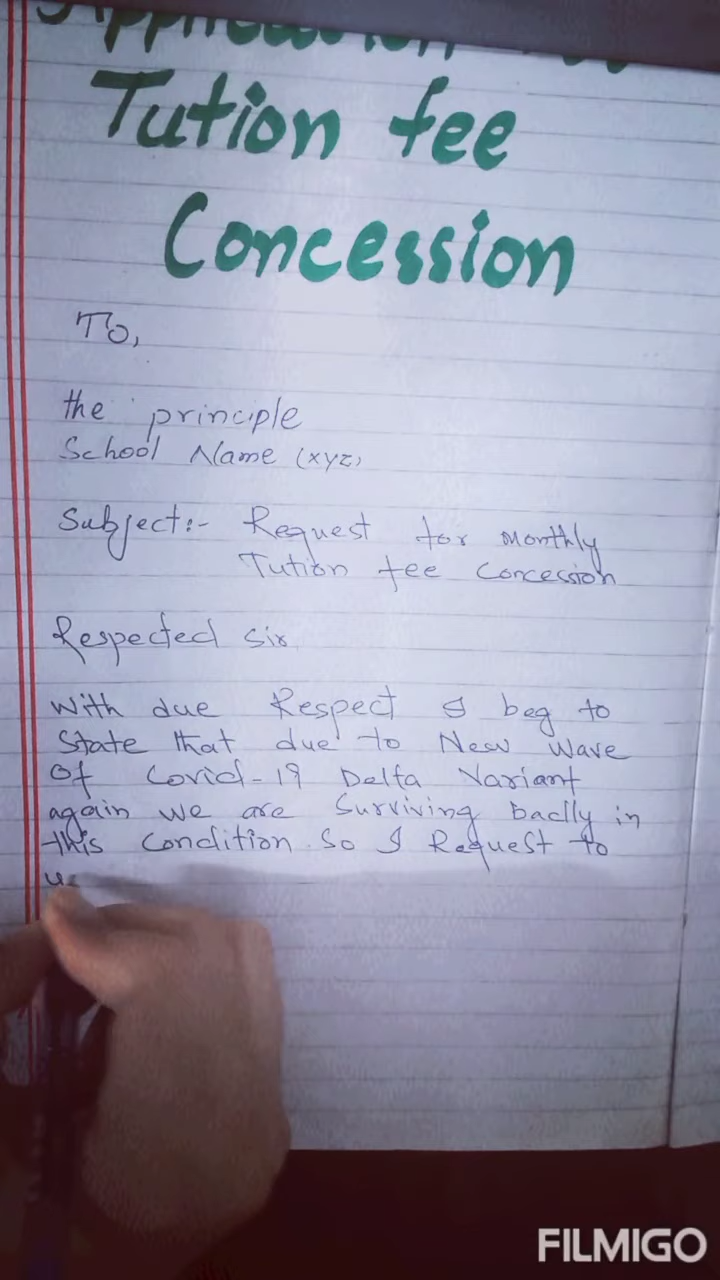 Application
Tution fee
Concession
To,
the principle
School Name (xyz)
Subject:- Request for Monthly
Tution fee Concession
Respected Sir
With due Respect I beg to
State that due to New Wave
Of Covid-19 Delta Variant
again we are Surviving badly in
this Condition. So I Request to
FILMIGO